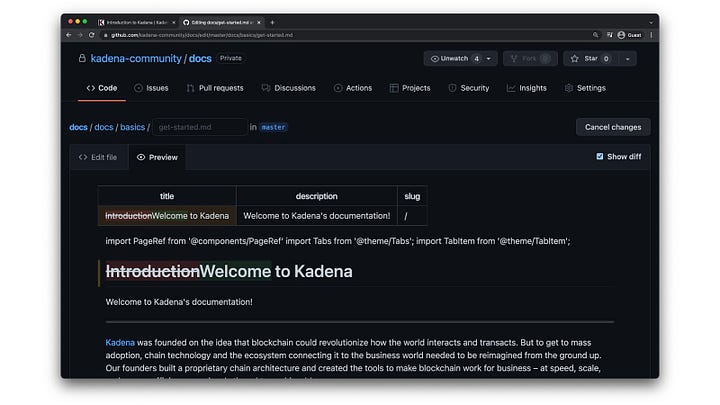 Introduction to Kadena | Kaden
Editing docs/get-started.md at
github.com/kadena-community/docs/edit/master/docs/basics/get-started.md
Guest
kadena-community / docs Private
Unwatch 4 Fork 0 Star 0
Code Issues Pull requests Discussions Actions Projects Security Insights Settings
docs / docs / basics / get-started.md in master Cancel changes
Edit file Preview Show diff
title description slug
IntroductionWelcome to Kadena Welcome to Kadena's documentation! /
import PageRef from '@components/PageRef' import Tabs from '@theme/Tabs'; import TabItem from '@theme/TabItem';
IntroductionWelcome to Kadena
Welcome to Kadena's documentation!
Kadena was founded on the idea that blockchain could revolutionize how the world interacts and transacts. But to get to mass
adoption, chain technology and the ecosystem connecting it to the business world needed to be reimagined from the ground up.
Our founders built a proprietary chain architecture and created the tools to make blockchain work for business – at speed, scale,